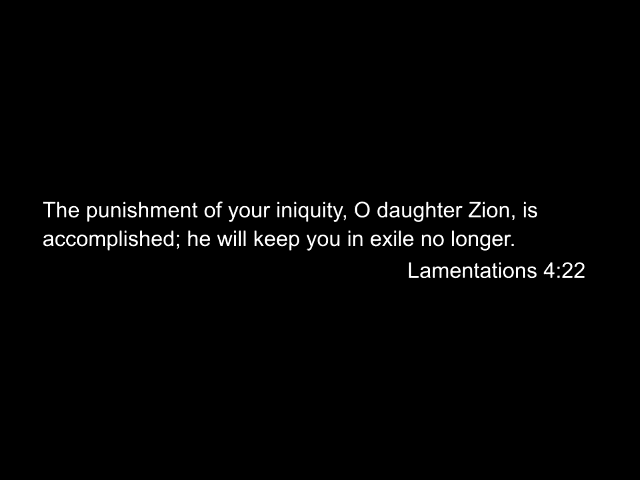 The punishment of your iniquity, O daughter Zion, is
accomplished; he will keep you in exile no longer.
Lamentations 4:22